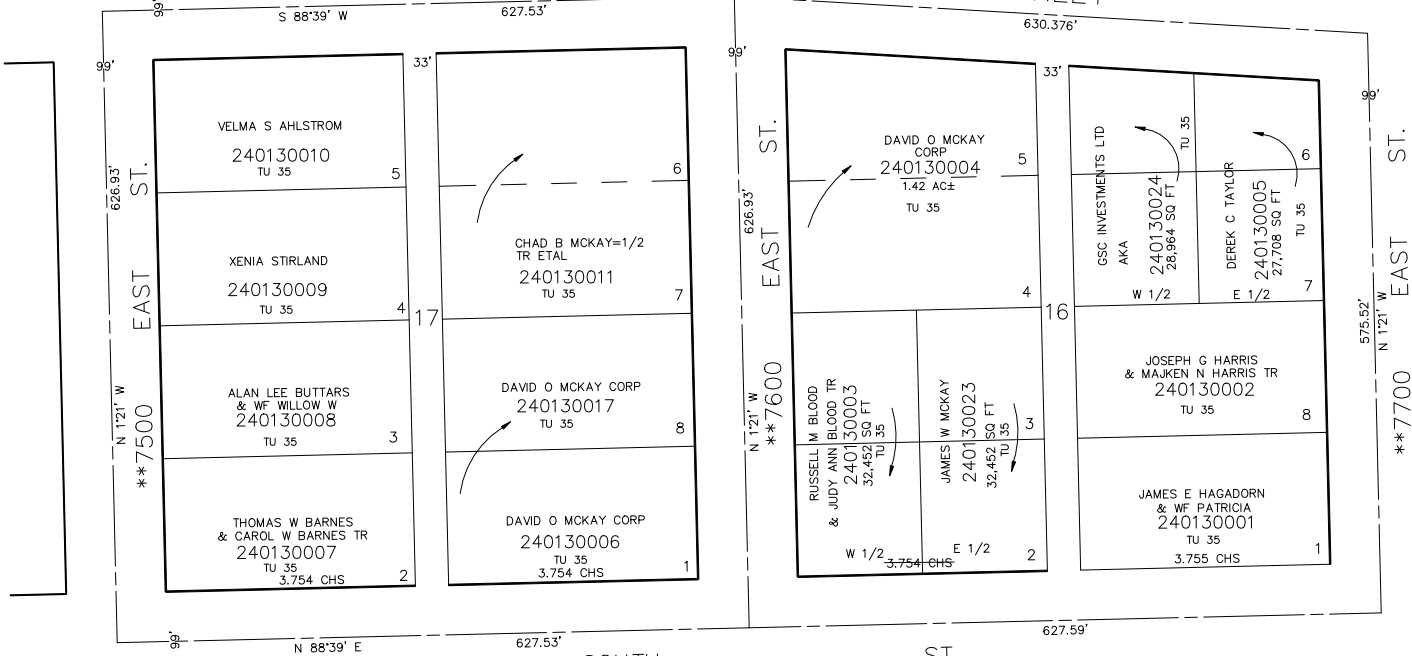 99'
S 88°39' W
627.53'
630.376'
99'
33'
99'
33'
99'
VELMA S AHLSTROM
240130010
TU 35
5
6
DAVID O MCKAY
CORP
240130004
1.42 AC±
TU 35
5
GSC INVESTMENTS LTD
AKA
240130024
28,964 SQ FT
TU 35
W 1/2
DEREK C TAYLOR
240130005
27,708 SQ FT
TU 35
E 1/2
6
7
626.93'
N 1°21' W
**7500 EAST ST.
XENIA STIRLAND
240130009
TU 35
4
17
CHAD B MCKAY=1/2
TR ETAL
240130011
TU 35
7
626.93'
N 1°21' W
**7600 EAST ST.
4
16
575.52'
N 1°21' W
**7700 EAST ST.
ALAN LEE BUTTARS
& WF WILLOW W
240130008
TU 35
3
DAVID O MCKAY CORP
240130017
TU 35
8
RUSSELL M BLOOD
& JUDY ANN BLOOD TR
240130003
32,452 SQ FT
TU 35
W 1/2
JAMES W MCKAY
240130023
32,452 SQ FT
TU 35
E 1/2
3
JOSEPH G HARRIS
& MAJKEN N HARRIS TR
240130002
TU 35
8
THOMAS W BARNES
& CAROL W BARNES TR
240130007
TU 35
3.754 CHS
2
DAVID O MCKAY CORP
240130006
TU 35
3.754 CHS
1
3.754 CHS
2
JAMES E HAGADORN
& WF PATRICIA
240130001
TU 35
3.755 CHS
1
99'
N 88°39' E
627.53'
627.59'
ST.